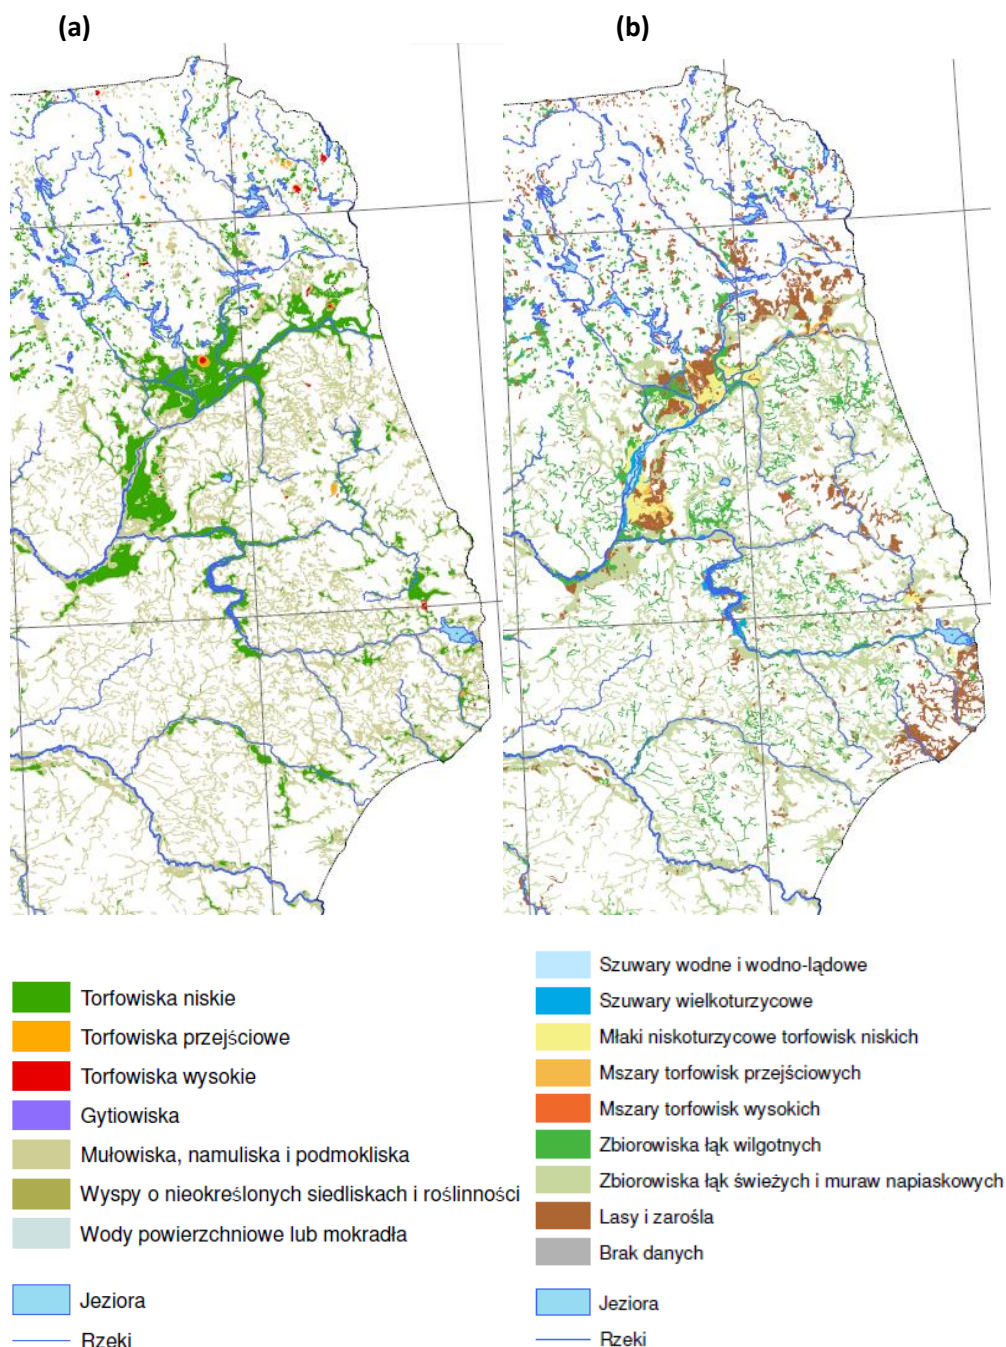 (a)
(b)
Torfowiska niskie
Torfowiska przejściowe
Torfowiska wysokie
Gytiowiska
Mułowiska, namuliska i podmokliska
Wyspy o nieokreślonych siedliskach i roślinności
Wody powierzchniowe lub mokradła
Jeziora
Rzeki
Szuwary wodne i wodno-lądowe
Szuwary wielkoturzycowe
Młaki niskoturzycowe torfowisk niskich
Mszary torfowisk przejściowych
Mszary torfowisk wysokich
Zbiorowiska łąk wilgotnych
Zbiorowiska łąk świeżych i muraw napiaskowych
Lasy i zarośla
Brak danych
Jeziora
Rzeki